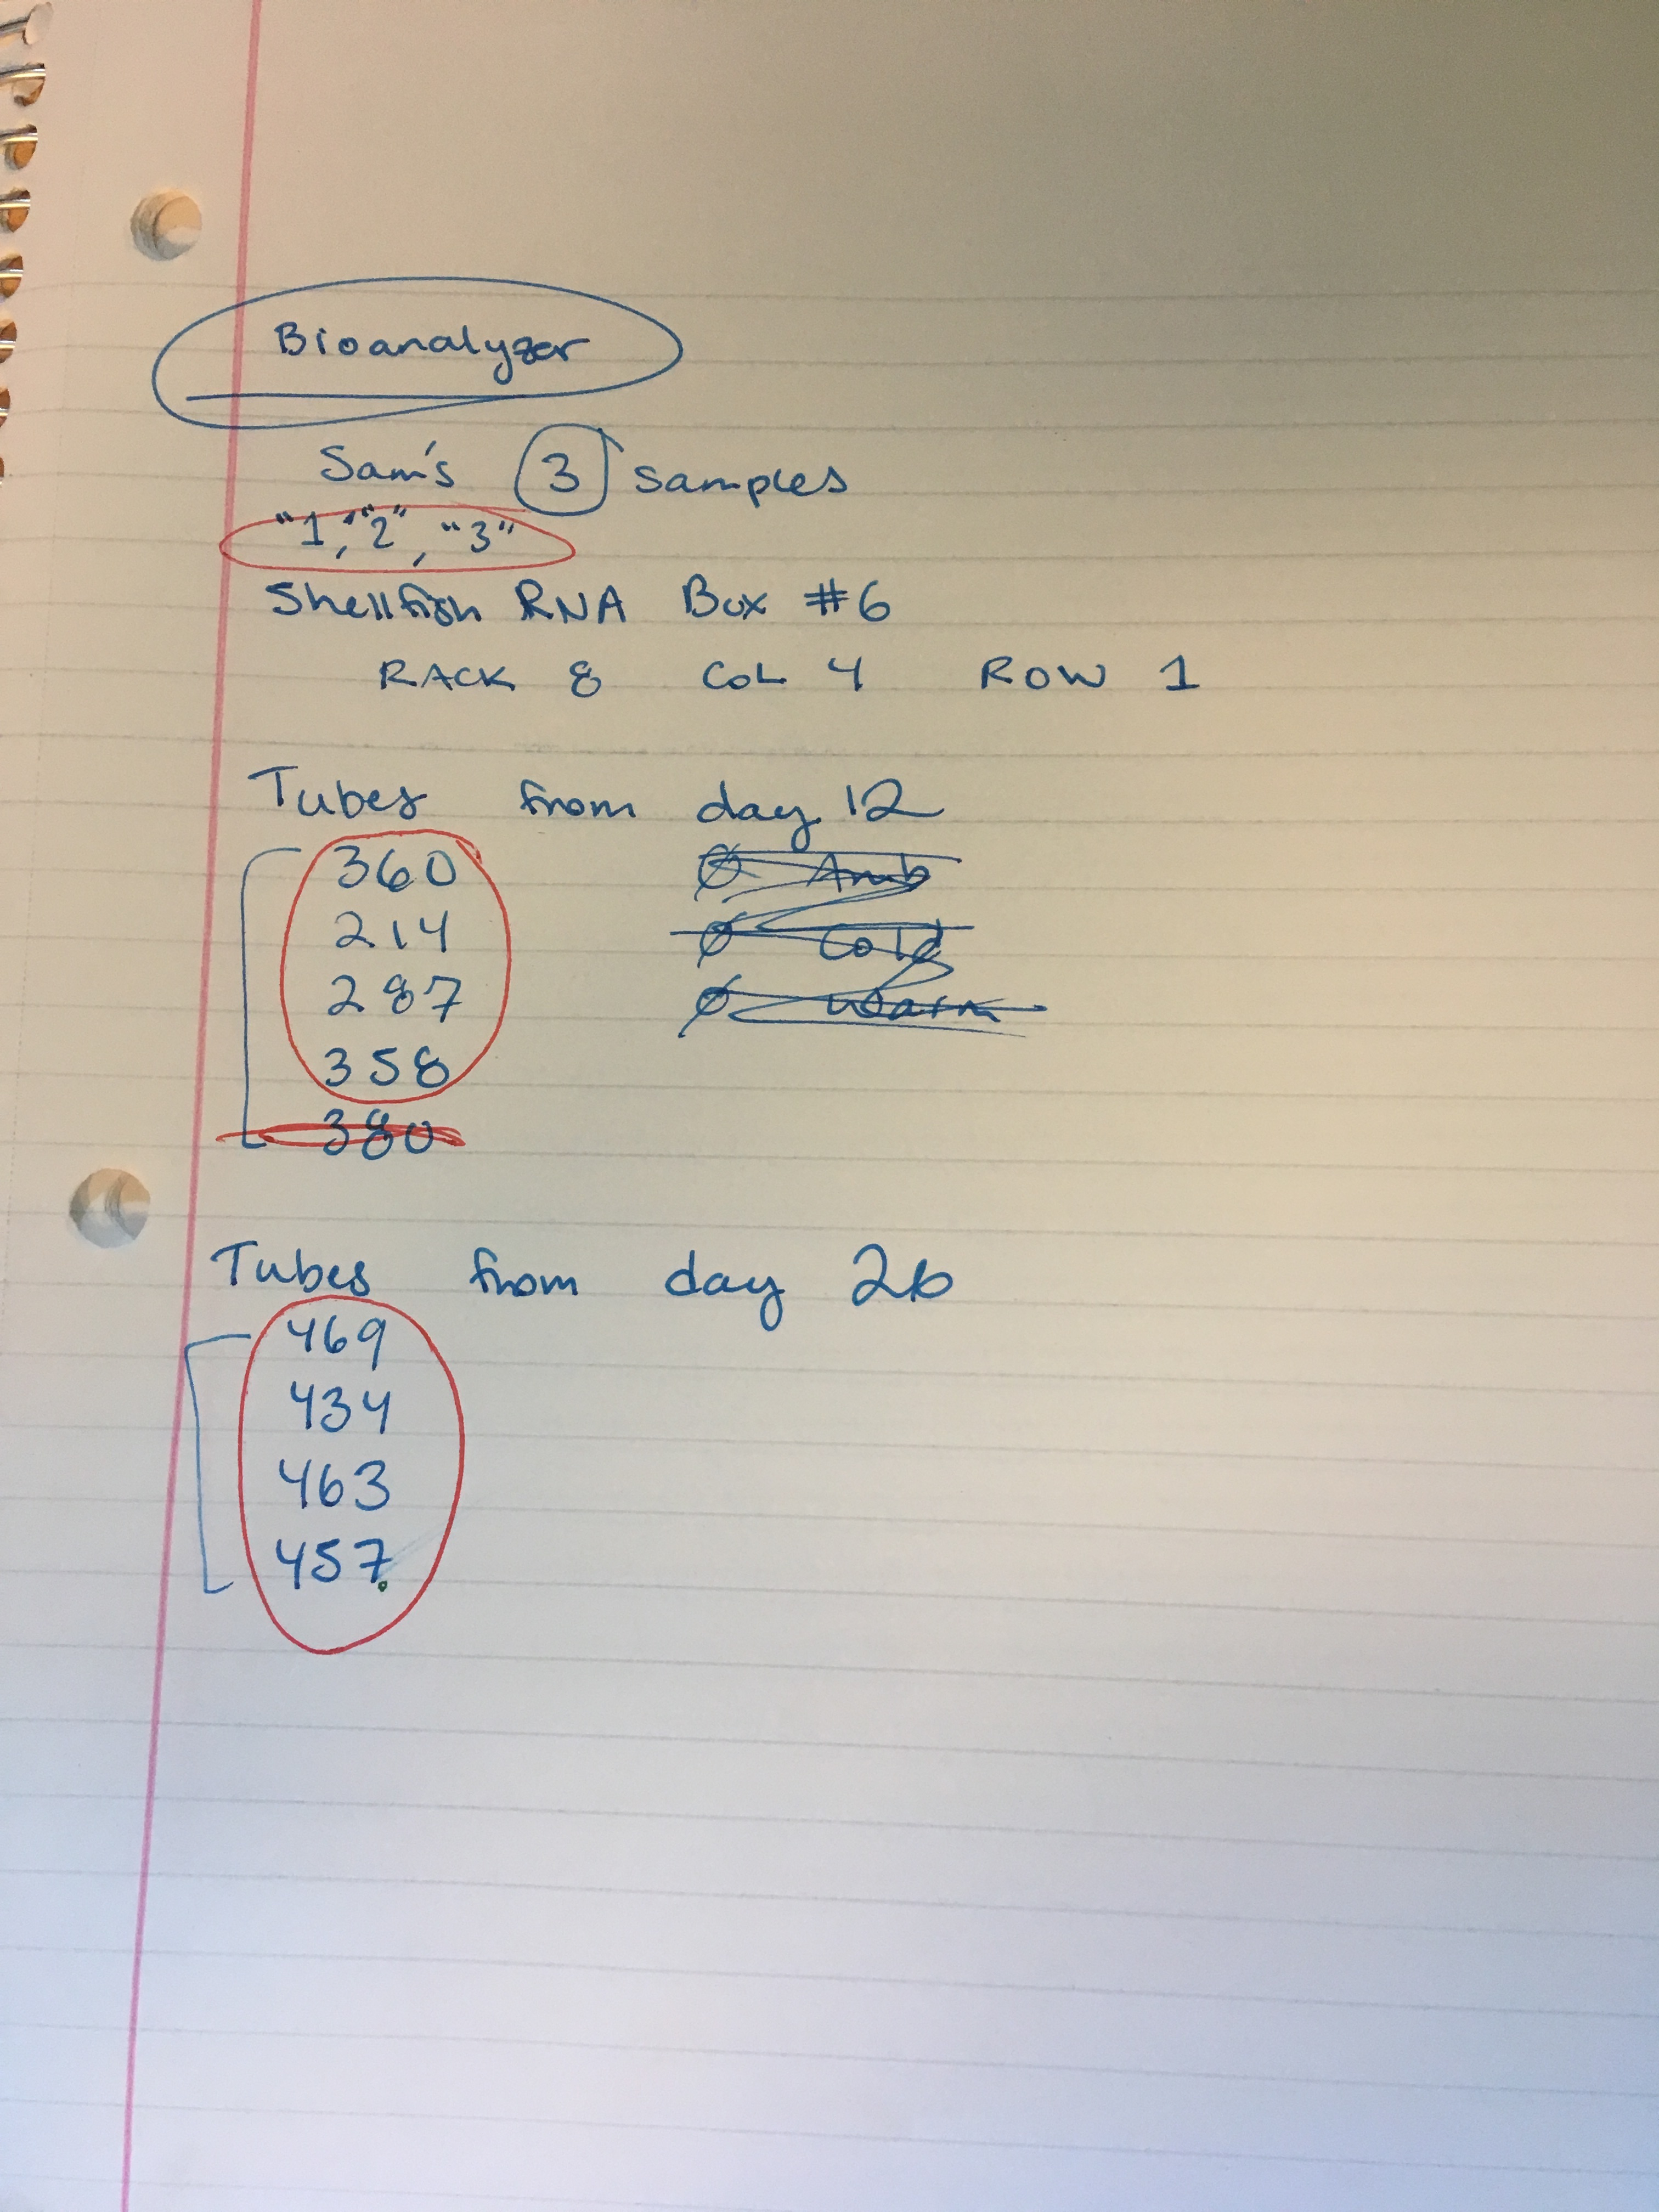 Bioanalyzer
Sam's 3 samples
"1," "2", "3"
Shellfish RNA Box #6
RACK 8 COL 4 ROW 1
Tubes from day 12
360 Ø Amb
214 Ø Cold
287 Ø Warm
358
380
Tubes from day 26
469
434
463
457